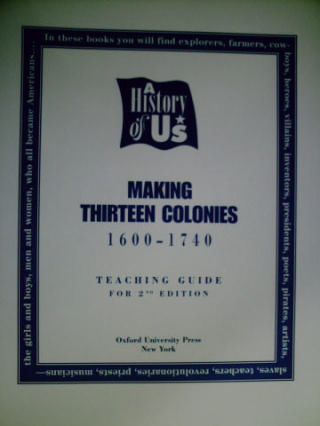 In these books you will find explorers, farmers, cow-
boys, heroes, villains, inventors, presidents, poets, pirates, artists,
slaves, teachers, revolutionaries, priests, musicians—
the girls and boys, men and women, who all became Americans....
A
History
of US
MAKING
THIRTEEN COLONIES
1600-1740
TEACHING GUIDE
FOR 2ND EDITION
Oxford University Press
New York